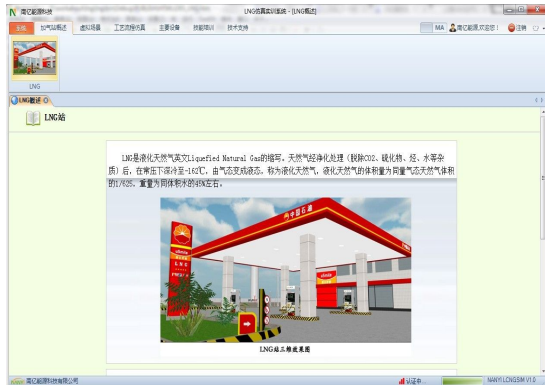 南亿能源科技
LNG仿真实训系统 - [LNG概述]
系统 加气站概述 虚拟场景 工艺流程仿真 主要设备 技能培训 技术支持
MA 南亿能源,欢迎您！ 注销
LNG
LNG概述
LNG站
LNG是液化天然气英文Liquefied Natural Gas的缩写。天然气经净化处理（脱除CO2、硫化物、烃、水等杂
质）后，在常压下深冷至-162℃，由气态变成液态，称为液化天然气，液化天然气的体积量为同量气态天然气体积
的1/625，重量为同体积水的45%左右。
中国石油
LNG
LNG站三维效果图
南亿能源科技有限公司
认证中...
NANYI LCNGSIM V1.0